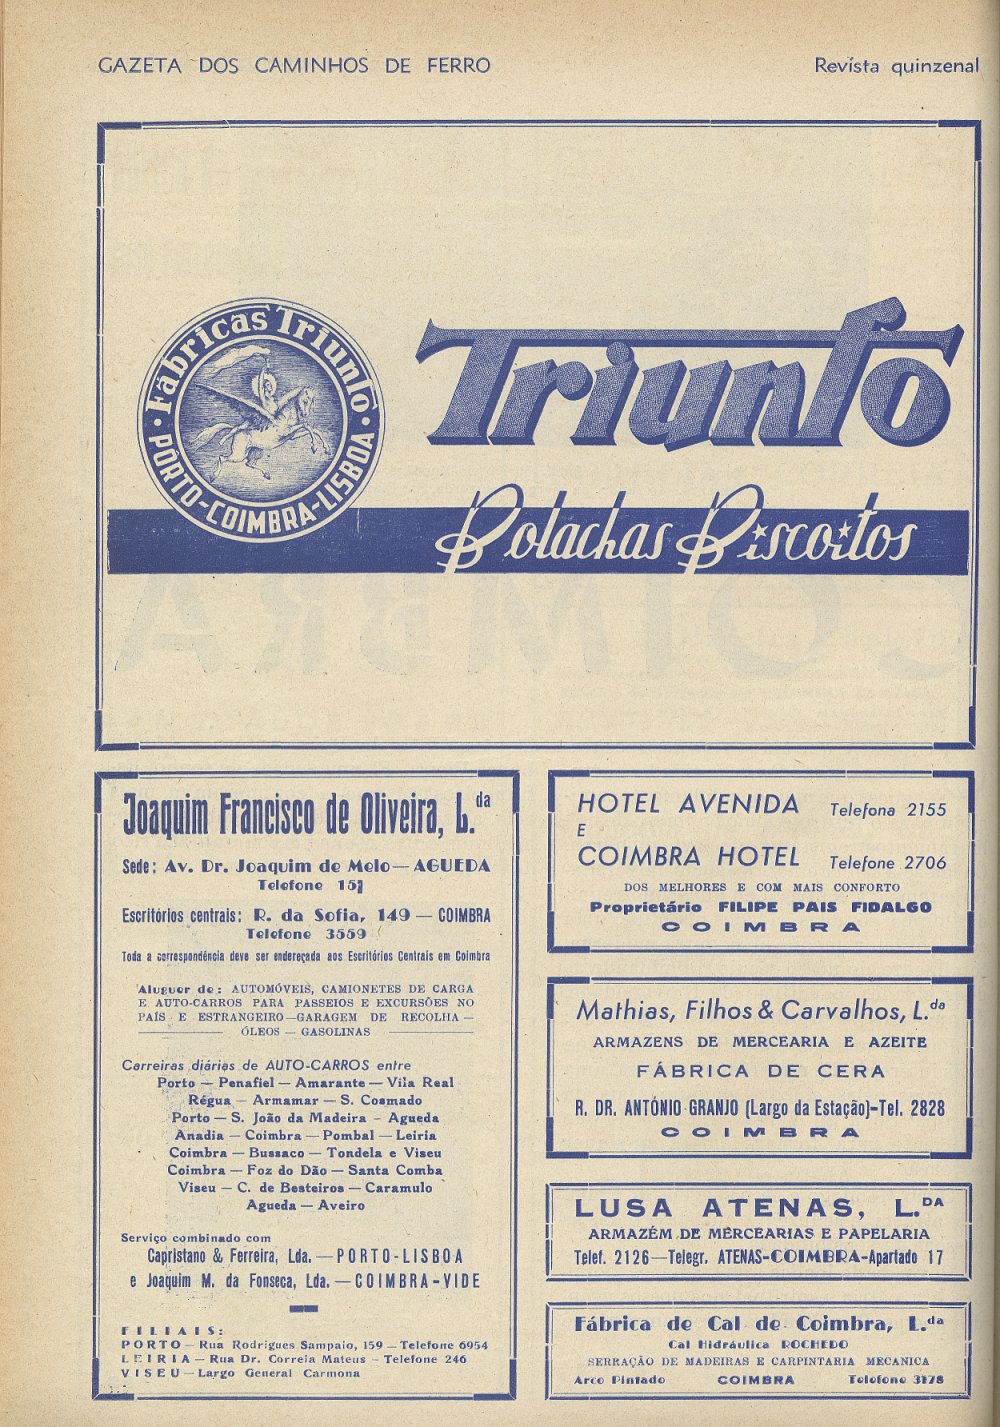 GAZETA DOS CAMINHOS DE FERRO
Revista quinzenal
Fábricas Triunfo
PÔRTO-COIMBRA-LISBOA
Triunfo
Bolachas Biscoitos
Joaquim Francisco de Oliveira, L.da
Sede: Av. Dr. Joaquim de Melo — AGUEDA
Telefone
Escritórios centrais: R. da Sofia, 149 — COIMBRA
Telefone 3559
Toda a correspondência deve ser endereçada aos Escritórios Centrais em Coimbra
Aluguer de: AUTOMÓVEIS, CAMIONETES DE CARGA
E AUTO-CARROS PARA PASSEIOS E EXCURSÕES NO
PAÍS E ESTRANGEIRO—GARAGEM DE RECOLHA —
ÓLEOS — GASOLINAS
Carreiras diárias de AUTO-CARROS entre
Porto — Penafiel — Amarante — Vila Real
Régua — Armamar — S. Cosmado
Porto — S. João da Madeira - Agueda
Anadia — Coimbra — Pombal — Leiria
Coimbra — Bussaco — Tondela e Viseu
Coimbra — Foz do Dão — Santa Comba
Viseu — C. de Besteiros — Caramulo
Agueda — Aveiro
Serviço combinado com
Capristano & Ferreira, Lda. — PORTO-LISBOA
e Joaquim M. da Fonseca, Lda. — COIMBRA-VIDE
FILIAIS:
PORTO — Rua Rodrigues Sampaio, 159 — Telefone 6954
LEIRIA — Rua Dr. Correia Mateus - Telefone 246
VISEU — Largo General Carmona
HOTEL AVENIDA Telefona 2155
E
COIMBRA HOTEL Telefone 2706
DOS MELHORES E COM MAIS CONFORTO
Proprietário FILIPE PAIS FIDALGO
COIMBRA
Mathias, Filhos & Carvalhos, L.da
ARMAZENS DE MERCEARIA E AZEITE
FÁBRICA DE CERA
R. DR. ANTÓNIO GRANJO (Largo da Estação)-Tel. 2828
COIMBRA
LUSA ATENAS, L.DA
ARMAZÉM DE MERCEARIAS E PAPELARIA
Telef. 2126—Telegr. ATENAS-COIMBRA-Apartado 17
Fábrica de Cal de Coimbra, L.da
Cal Hidráulica ROCHEDO
SERRAÇÃO DE MADEIRAS E CARPINTARIA MECANICA
Arco Pintado COIMBRA Telefone 3178